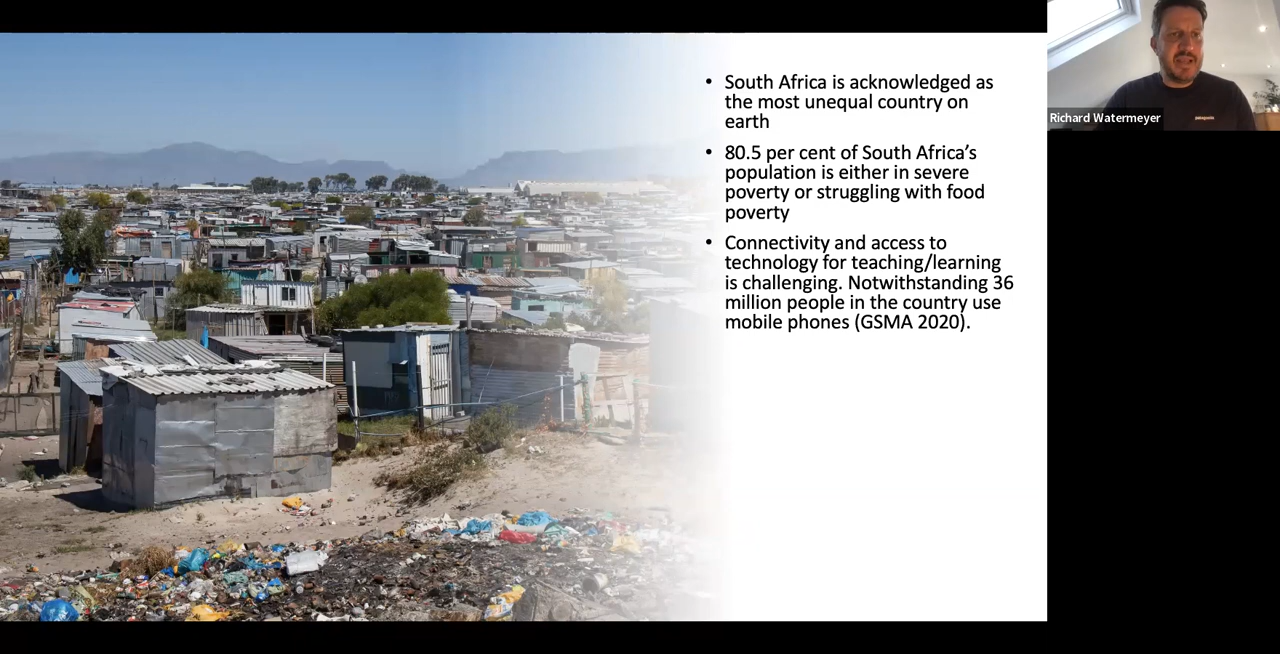 • South Africa is acknowledged as
the most unequal country on
earth
• 80.5 per cent of South Africa's
population is either in severe
poverty or struggling with food
poverty
• Connectivity and access to
technology for teaching/learning
is challenging. Notwithstanding 36
million people in the country use
mobile phones (GSMA 2020).
Richard Watermeyer
patagonia